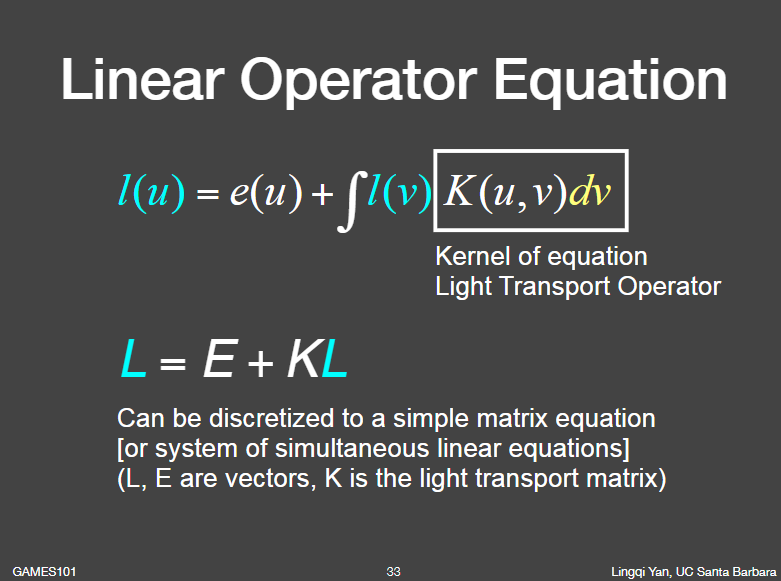 Linear Operator Equation
l(u) = e(u) + ∫ l(v) K(u,v)dv
Kernel of equation
Light Transport Operator
L = E + KL
Can be discretized to a simple matrix equation
[or system of simultaneous linear equations]
(L, E are vectors, K is the light transport matrix)
GAMES101
33
Lingqi Yan, UC Santa Barbara